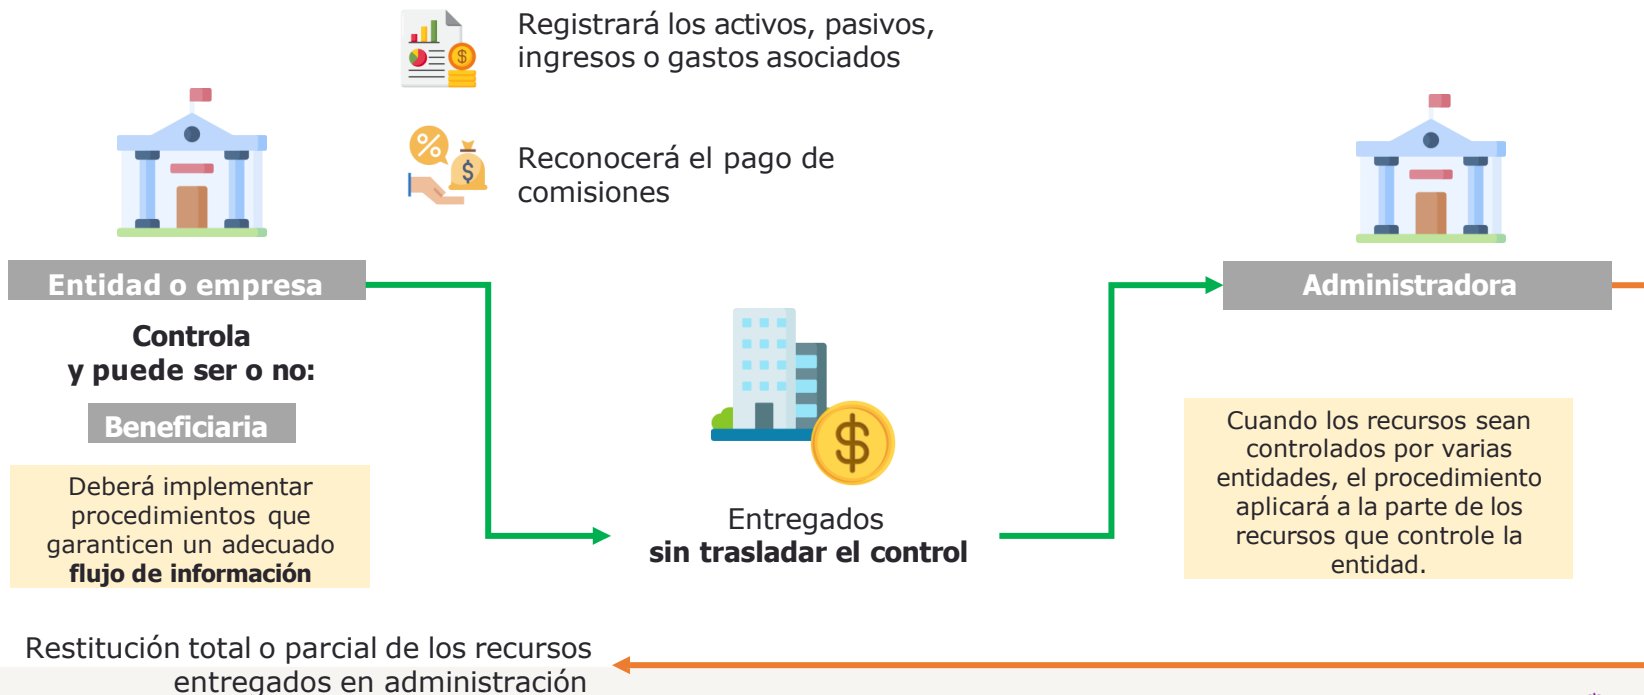 Registrará los activos, pasivos,
ingresos o gastos asociados
%
$
Reconocerá el pago de
comisiones
Entidad o empresa
Controla
y puede ser o no:
Beneficiaria
Deberá implementar
procedimientos que
garanticen un adecuado
flujo de información
$
Entregados
sin trasladar el control
Administradora
Cuando los recursos sean
controlados por varias
entidades, el procedimiento
aplicará a la parte de los
recursos que controle la
entidad.
Restitución total o parcial de los recursos
entregados en administración